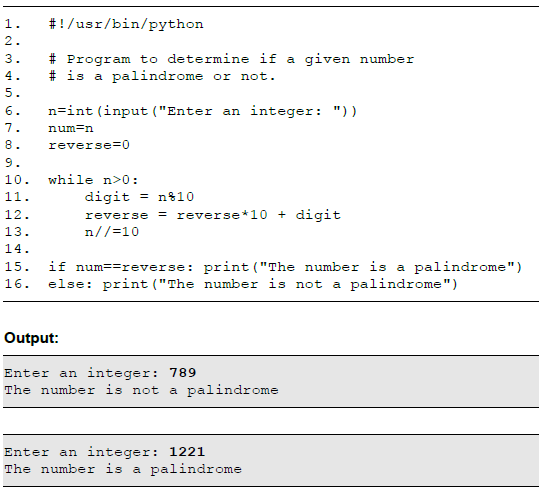 1. #!/usr/bin/python
2.
3. # Program to determine if a given number
4. # is a palindrome or not.
5.
6. n=int(input("Enter an integer: "))
7. num=n
8. reverse=0
9.
10. while n>0:
11.     digit = n%10
12.     reverse = reverse*10 + digit
13.     n//=10
14.
15. if num==reverse: print("The number is a palindrome")
16. else: print("The number is not a palindrome")
Output:
Enter an integer: 789
The number is not a palindrome
Enter an integer: 1221
The number is a palindrome